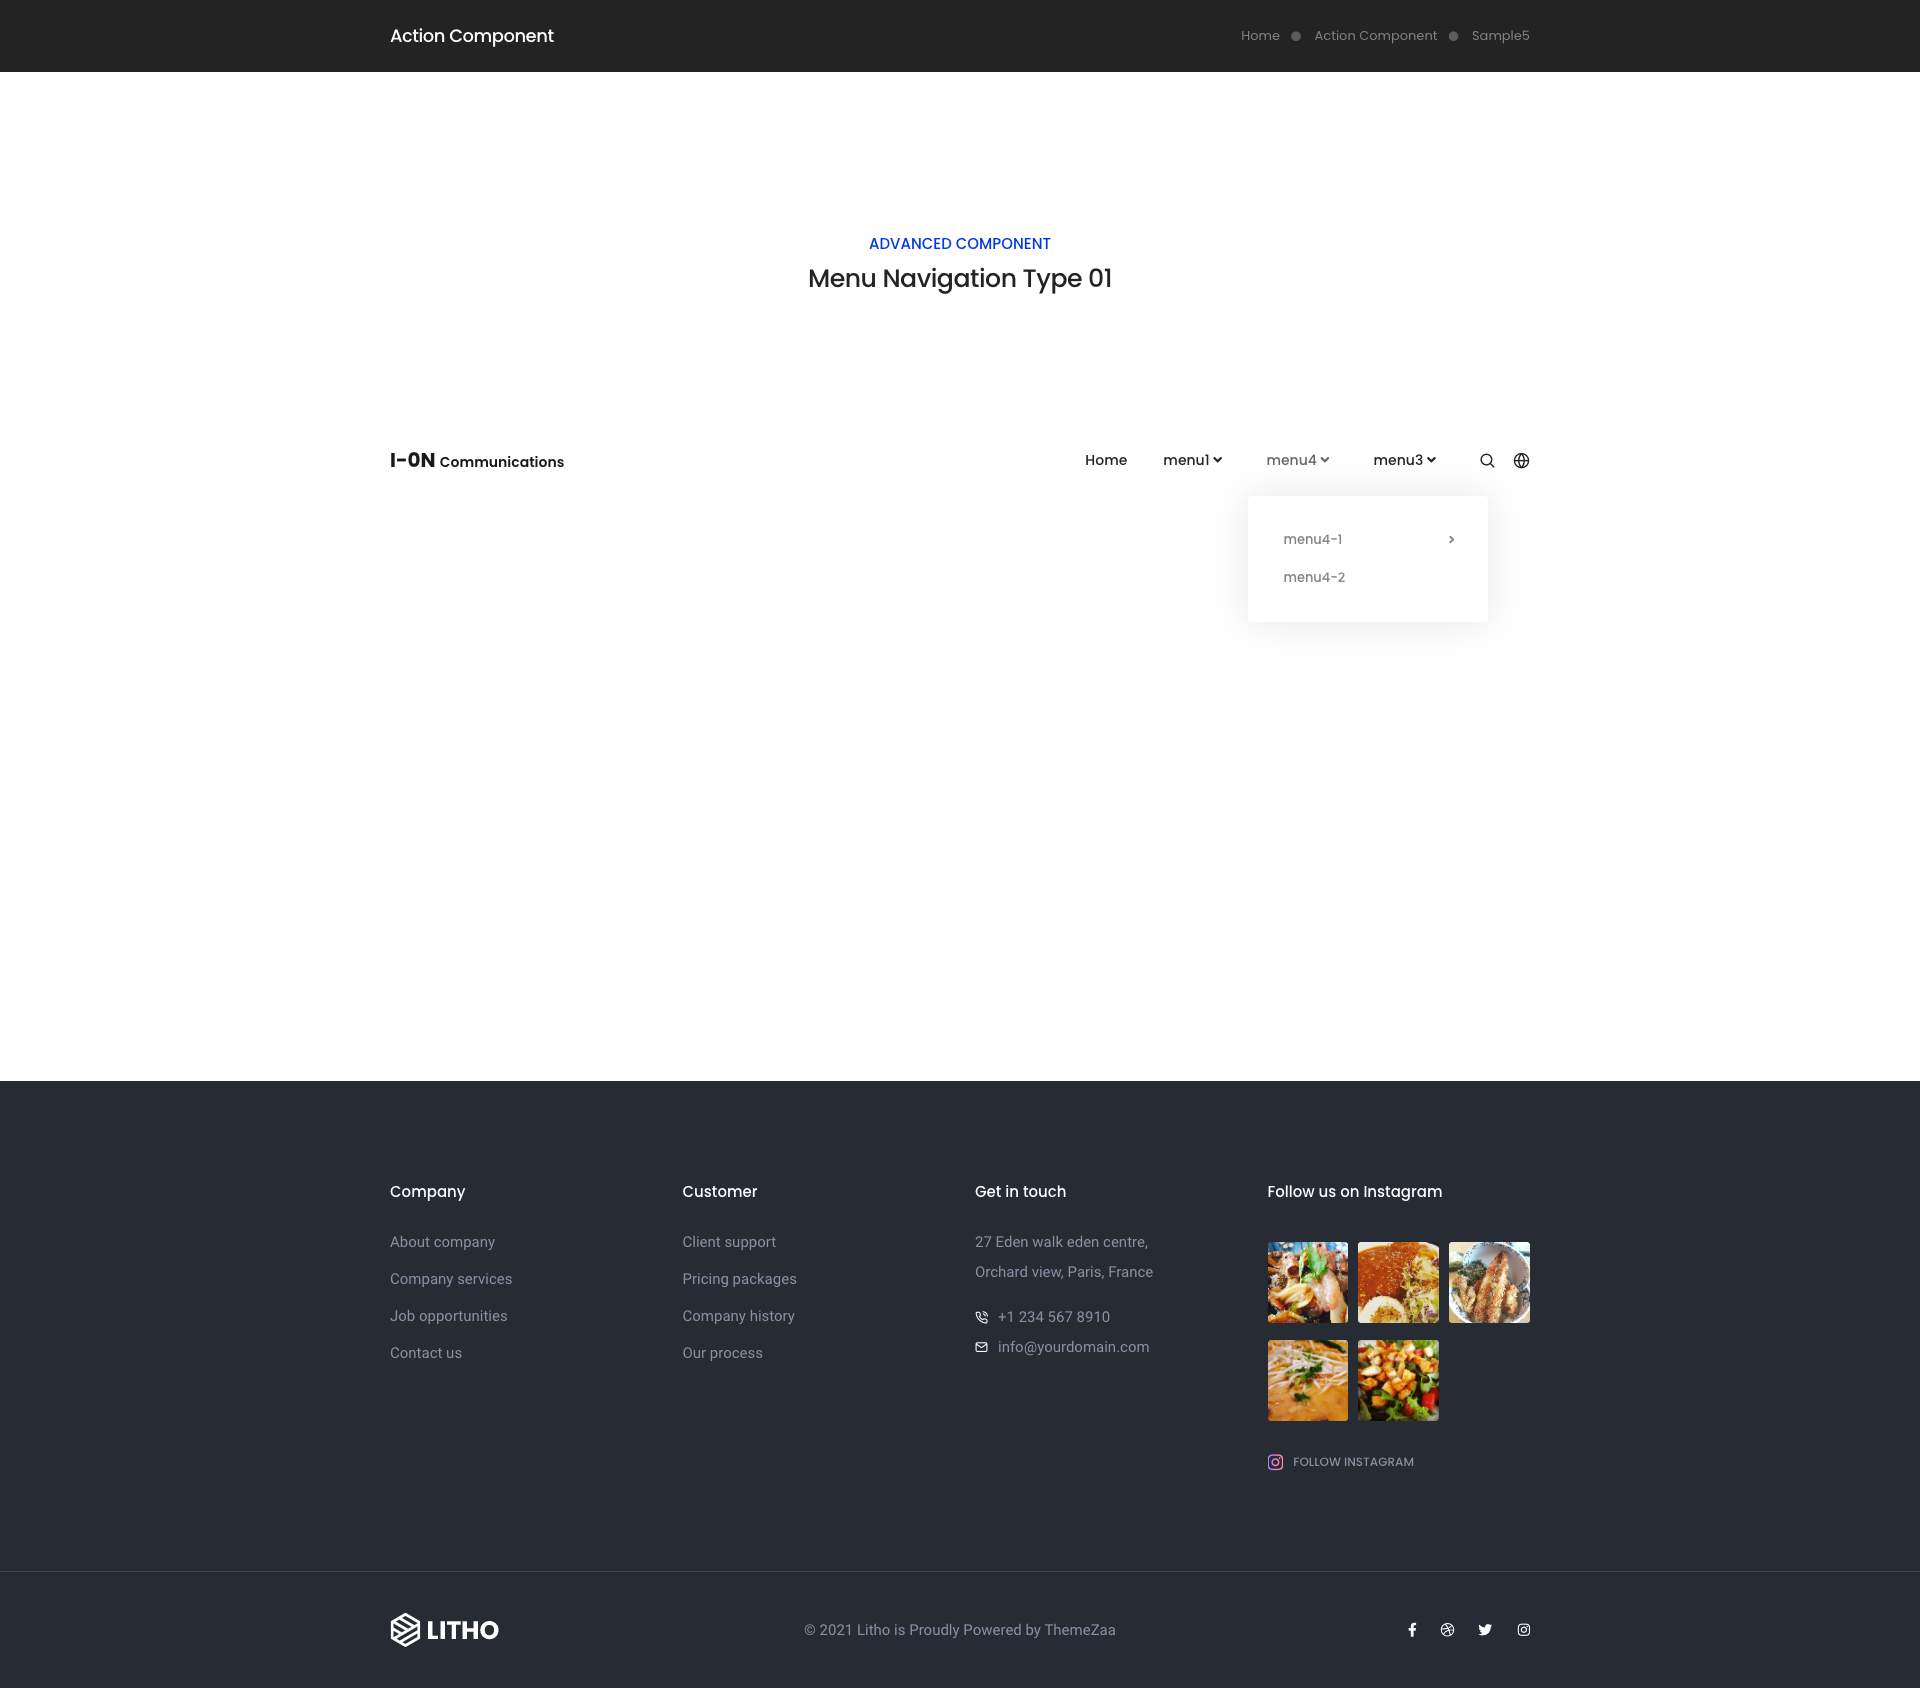 Action Component
Home Action Component Sample5
ADVANCED COMPONENT
Menu Navigation Type 01
I-0N Communications
Home menu1 menu4 menu3
menu4-1
menu4-2
Company
About company
Company services
Job opportunities
Contact us
Customer
Client support
Pricing packages
Company history
Our process
Get in touch
27 Eden walk eden centre,
Orchard view, Paris, France
+1 234 567 8910
info@yourdomain.com
Follow us on Instagram
FOLLOW INSTAGRAM
LITHO
© 2021 Litho is Proudly Powered by ThemeZaa